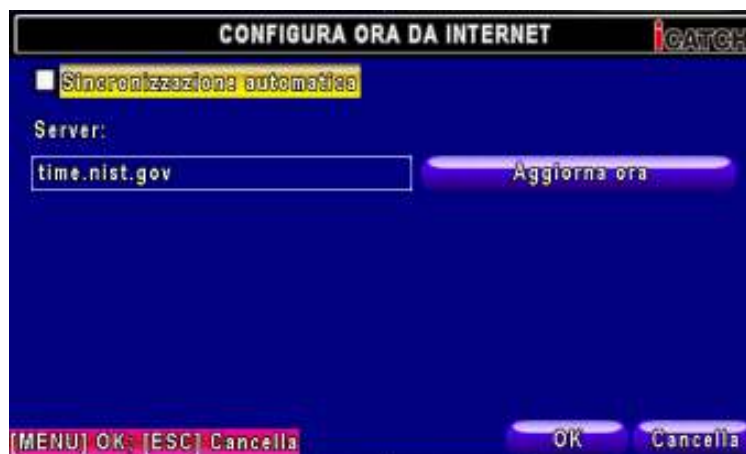 CONFIGURA ORA DA INTERNET
iCATCH
Sincronizzazione automatica
Server:
time.nist.gov
Aggiorna ora
[MENU] OK; [ESC] Cancella
OK
Cancella